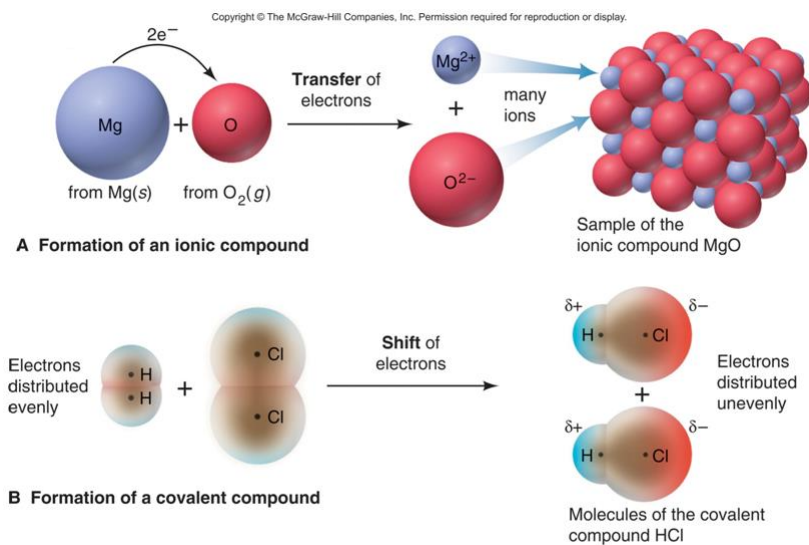 Copyright © The McGraw-Hill Companies, Inc. Permission required for reproduction or display.
2e⁻
Mg
+
O
from Mg(s)
from O₂(g)
Transfer of
electrons
Mg²⁺
+
O²⁻
many
ions
Sample of the
ionic compound MgO
A Formation of an ionic compound
Electrons
distributed
evenly
H
H
+
Cl
Cl
Shift of
electrons
δ+
δ−
H
Cl
+
δ+
δ−
H
Cl
Electrons
distributed
unevenly
B Formation of a covalent compound
Molecules of the covalent
compound HCl